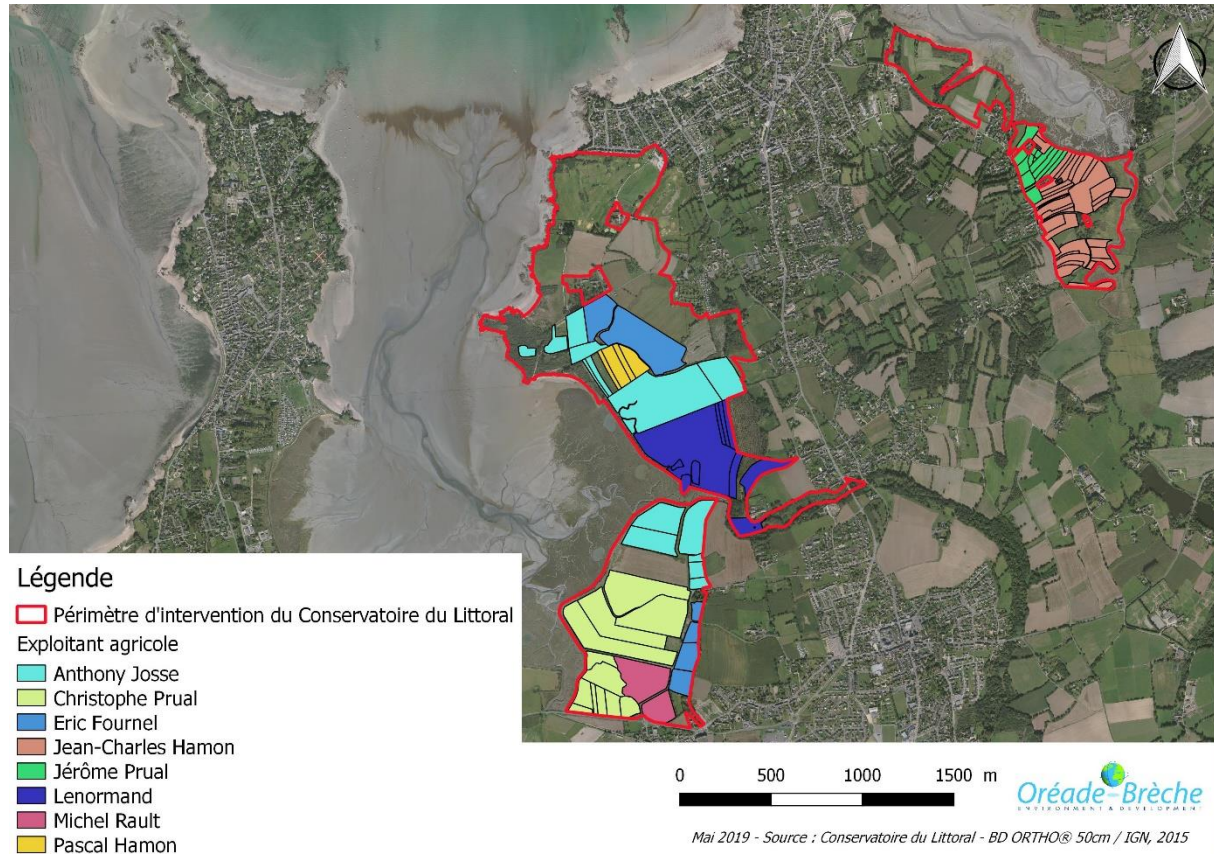 Légende
Périmètre d'intervention du Conservatoire du Littoral
Exploitant agricole
Anthony Josse
Christophe Prual
Eric Fournel
Jean-Charles Hamon
Jérôme Prual
Lenormand
Michel Rault
Pascal Hamon
0 500 1000 1500 m
Oréade-Brèche
ENVIRONMENT & DEVELOPMENT
Mai 2019 - Source : Conservatoire du Littoral - BD ORTHO® 50cm / IGN, 2015